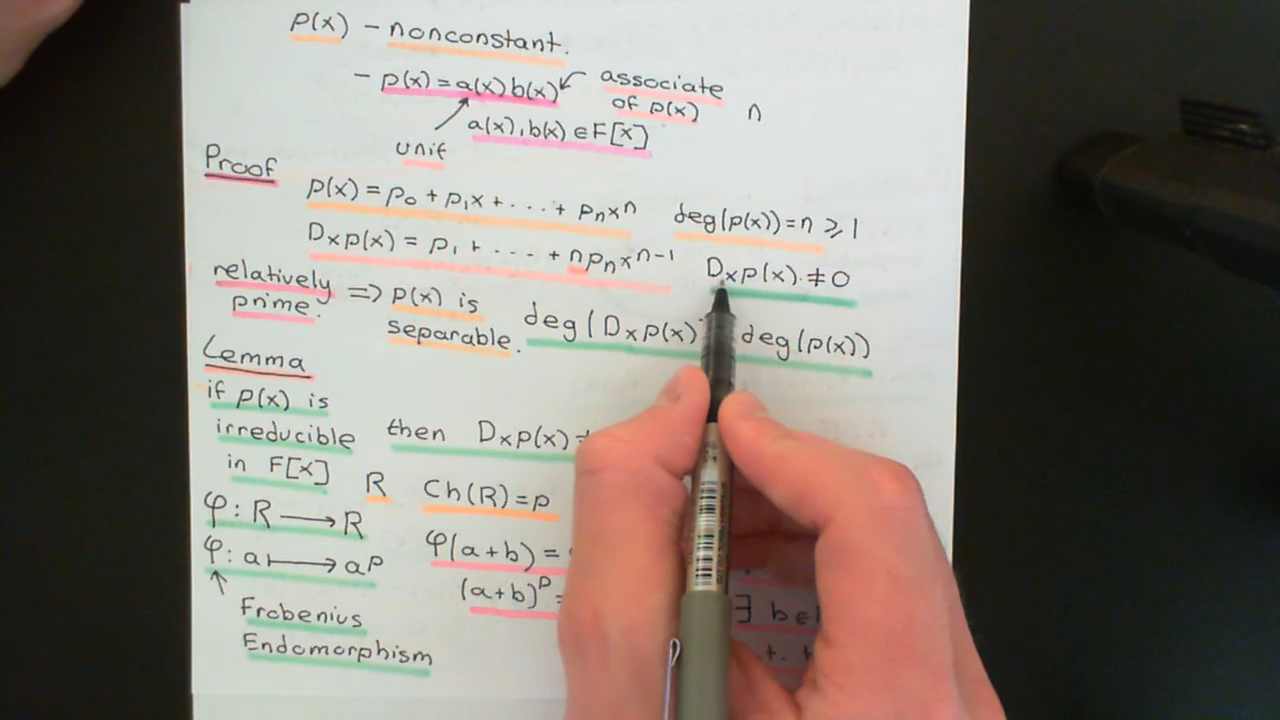 p(x) - nonconstant.
- p(x) = a(x) b(x) associate of p(x)
n
a(x), b(x) ∈ F[x]
unit
Proof
p(x) = p₀ + p₁x + ... + pₙxⁿ deg(p(x)) = n ⩾ 1
Dₓp(x) = p₁ + ... + npₙxⁿ⁻¹ Dₓp(x) ≠ 0
relatively prime. => p(x) is separable.
deg(Dₓp(x) deg(p(x))
Lemma
if p(x) is
irreducible then Dₓp(x)
in F[x]
R Ch(R) = p
φ: R ⟶ R
φ(a+b) =
φ: a ⟼ aᵖ
(a+b)ᵖ =
∃ b ∈
Frobenius
Endomorphism